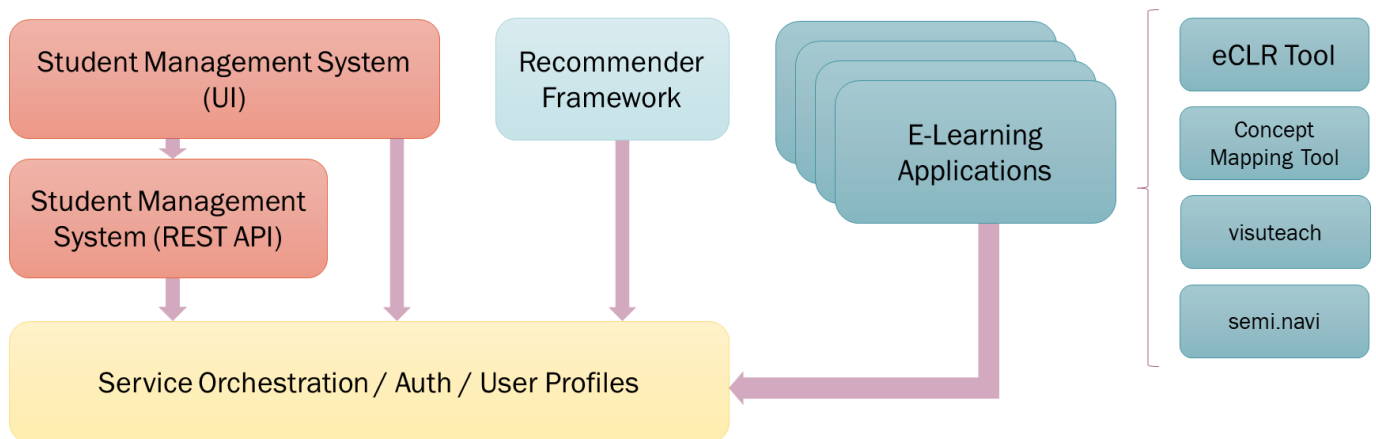 Student Management System
(UI)
Student Management
System (REST API)
Recommender
Framework
E-Learning
Applications
eCLR Tool
Concept
Mapping Tool
visuteach
semi.navi
Service Orchestration / Auth / User Profiles